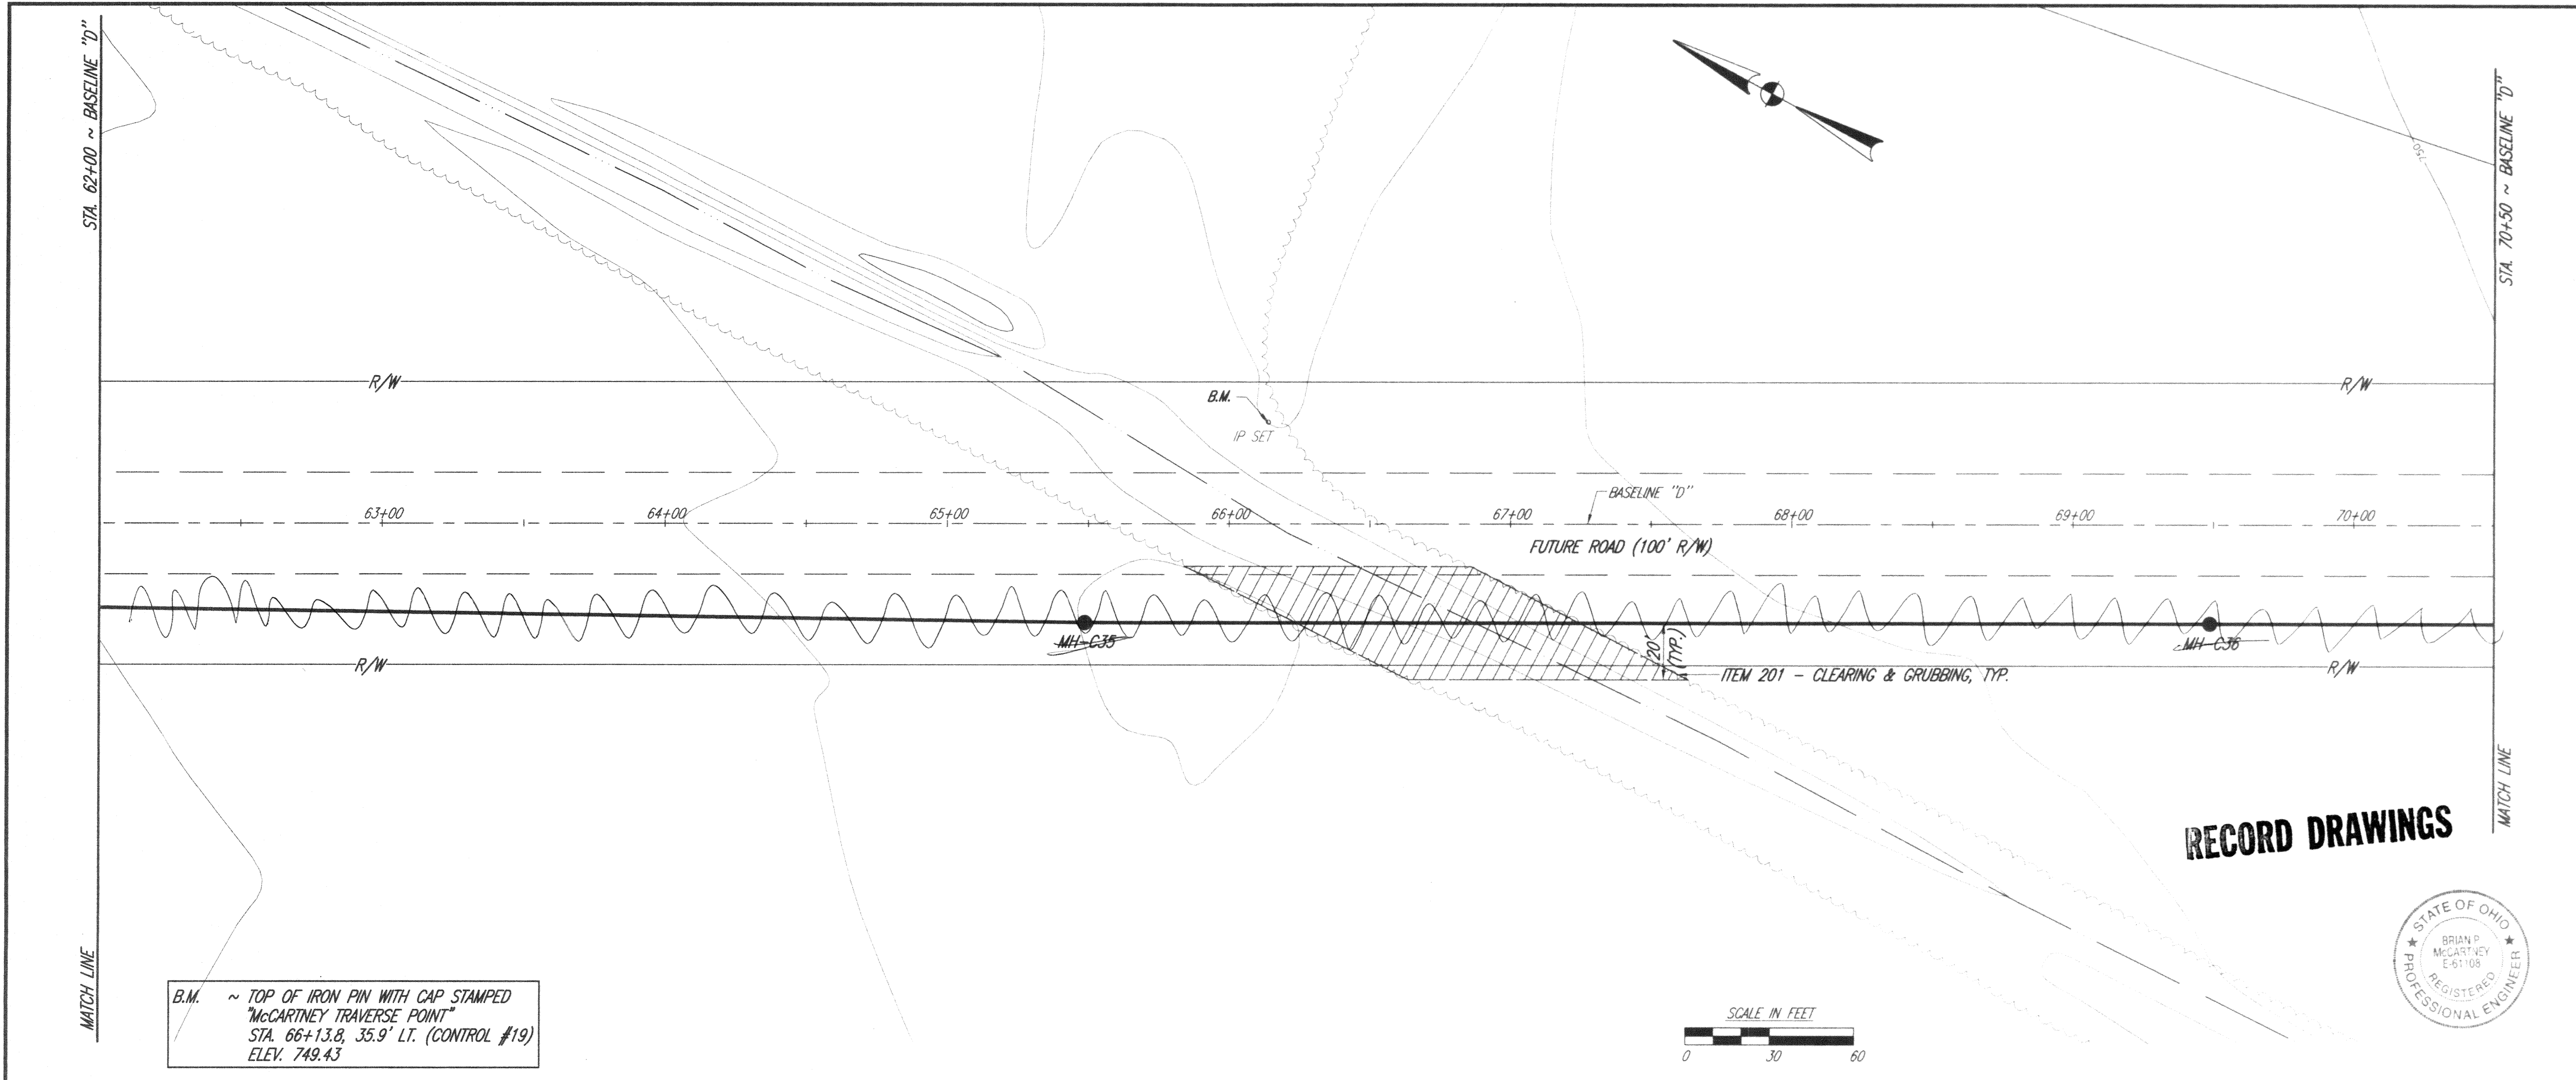 STA. 62+00 ~ BASELINE "D"
STA. 70+50 ~ BASELINE "D"
750
R/W
R/W
B.M.
IP SET
BASELINE "D"
63+00
64+00
65+00
66+00
67+00
68+00
69+00
70+00
FUTURE ROAD (100' R/W)
MH-C35
20'
(TYP.)
MH-C36
R/W
R/W
ITEM 201 - CLEARING & GRUBBING, TYP.
MATCH LINE
MATCH LINE
RECORD DRAWINGS
STATE OF OHIO
BRIAN P.
McCARTNEY
E-61108
REGISTERED
PROFESSIONAL ENGINEER
B.M. ~ TOP OF IRON PIN WITH CAP STAMPED
"McCARTNEY TRAVERSE POINT"
STA. 66+13.8, 35.9' LT. (CONTROL #19)
ELEV. 749.43
SCALE IN FEET
0 30 60